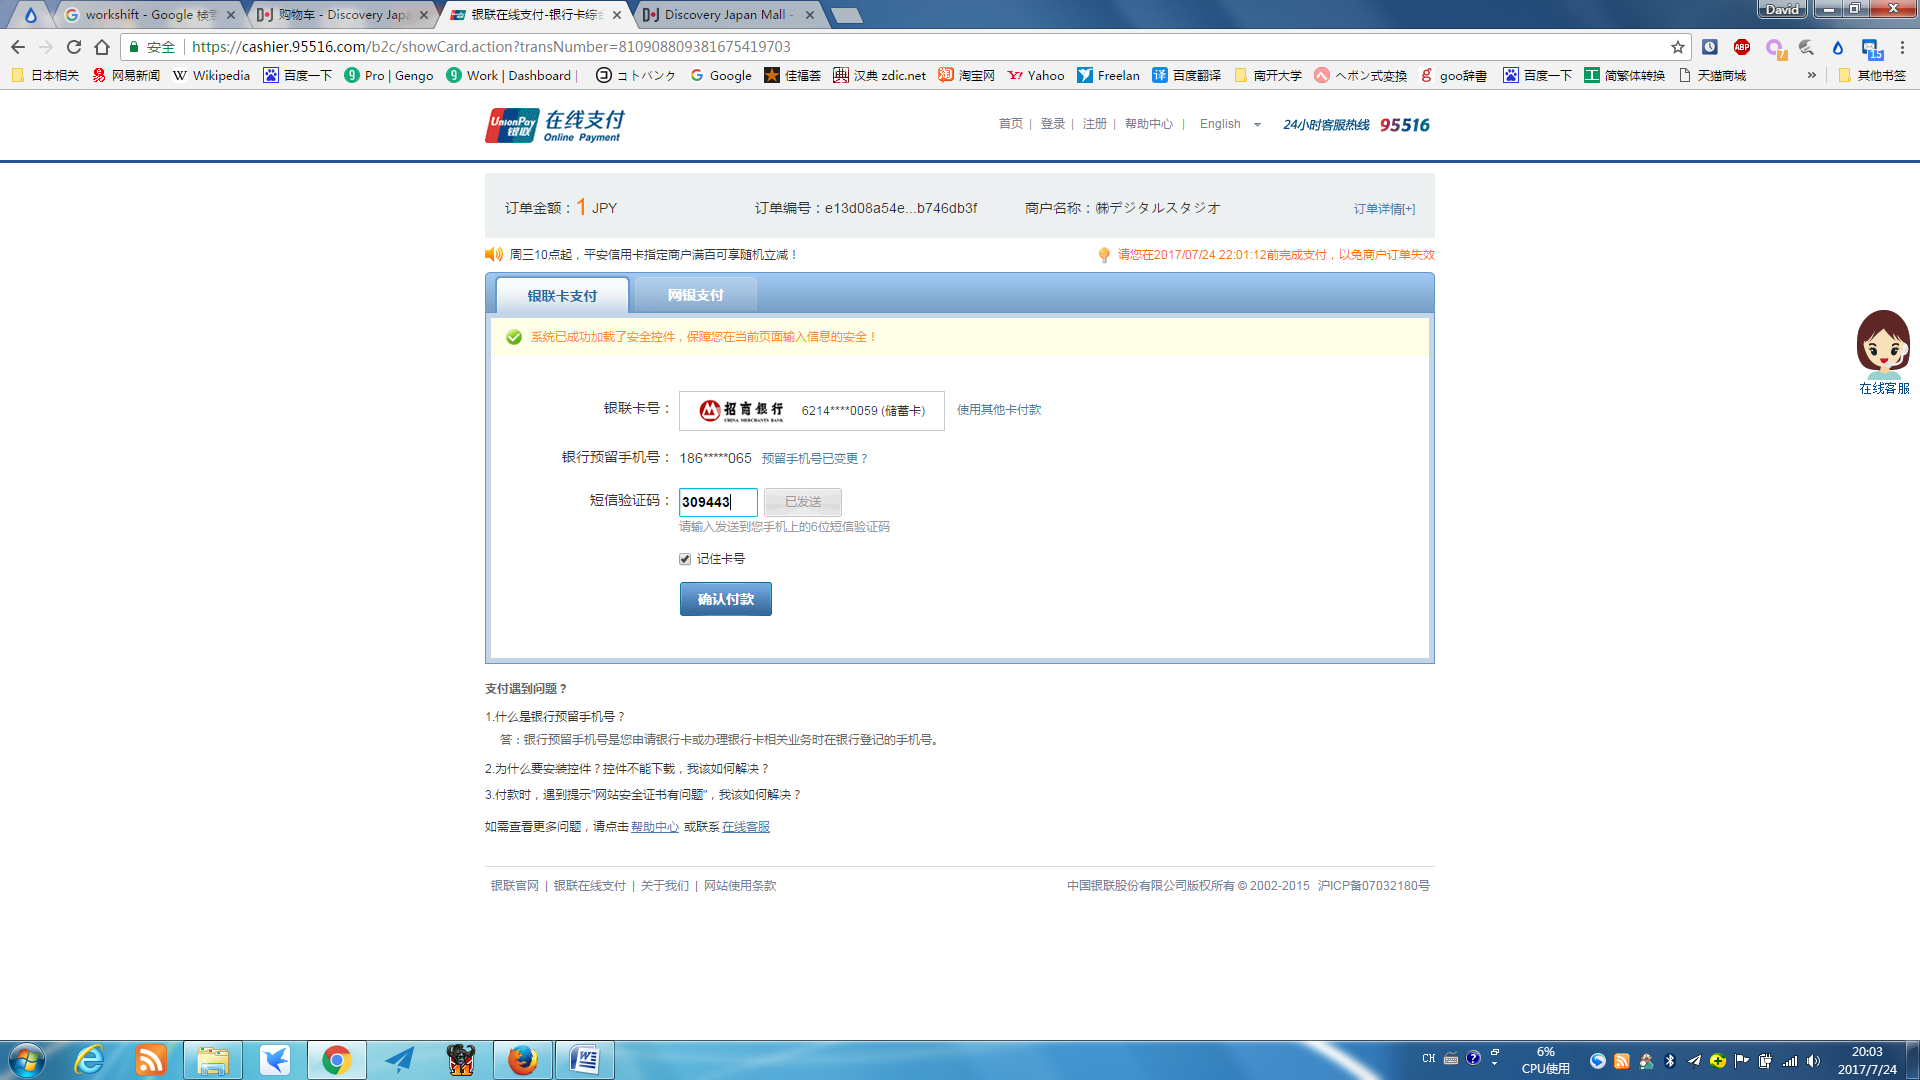 David
workshift - Google 検索
购物车 - Discovery Japa
银联在线支付-银行卡综合
Discovery Japan Mall -
安全
https://cashier.95516.com/b2c/showCard.action?transNumber=810908809381675419703
ABP
7
15
日本相关
网易新闻
Wikipedia
百度一下
Pro | Gengo
Work | Dashboard |
コトバンク
Google
佳福荟
汉典 zdic.net
淘宝网
Yahoo
Freelan
百度翻译
南开大学
ヘボン式变换
goo辞書
百度一下
简繁体转换
天猫商城
»
其他书签
UnionPay 银联
在线支付
Online Payment
首页 | 登录 | 注册 | 帮助中心 | English
24小时客服热线 95516
订单金额：1 JPY
订单编号：e13d08a54e...b746db3f
商户名称：㈱デジタルスタジオ
订单详情[+]
周三10点起，平安信用卡指定商户满百可享随机立减！
请您在2017/07/24 22:01:12前完成支付，以免商户订单失效
银联卡支付
网银支付
系统已成功加载了安全控件，保障您在当前页面输入信息的安全！
在线客服
银联卡号：
招商银行
CHINA MERCHANTS BANK
6214****0059 (储蓄卡)
使用其他卡付款
银行预留手机号：
186*****065
预留手机号已变更？
短信验证码：
309443
已发送
请输入发送到您手机上的6位短信验证码
记住卡号
确认付款
支付遇到问题？
1.什么是银行预留手机号？
答：银行预留手机号是您申请银行卡或办理银行卡相关业务时在银行登记的手机号。
2.为什么要安装控件？控件不能下载，我该如何解决？
3.付款时，遇到提示"网站安全证书有问题"，我该如何解决？
如需查看更多问题，请点击 帮助中心 或联系 在线客服
银联官网 | 银联在线支付 | 关于我们 | 网站使用条款
中国银联股份有限公司版权所有 © 2002-2015 沪ICP备07032180号
CH
6%
CPU使用
20:03
2017/7/24